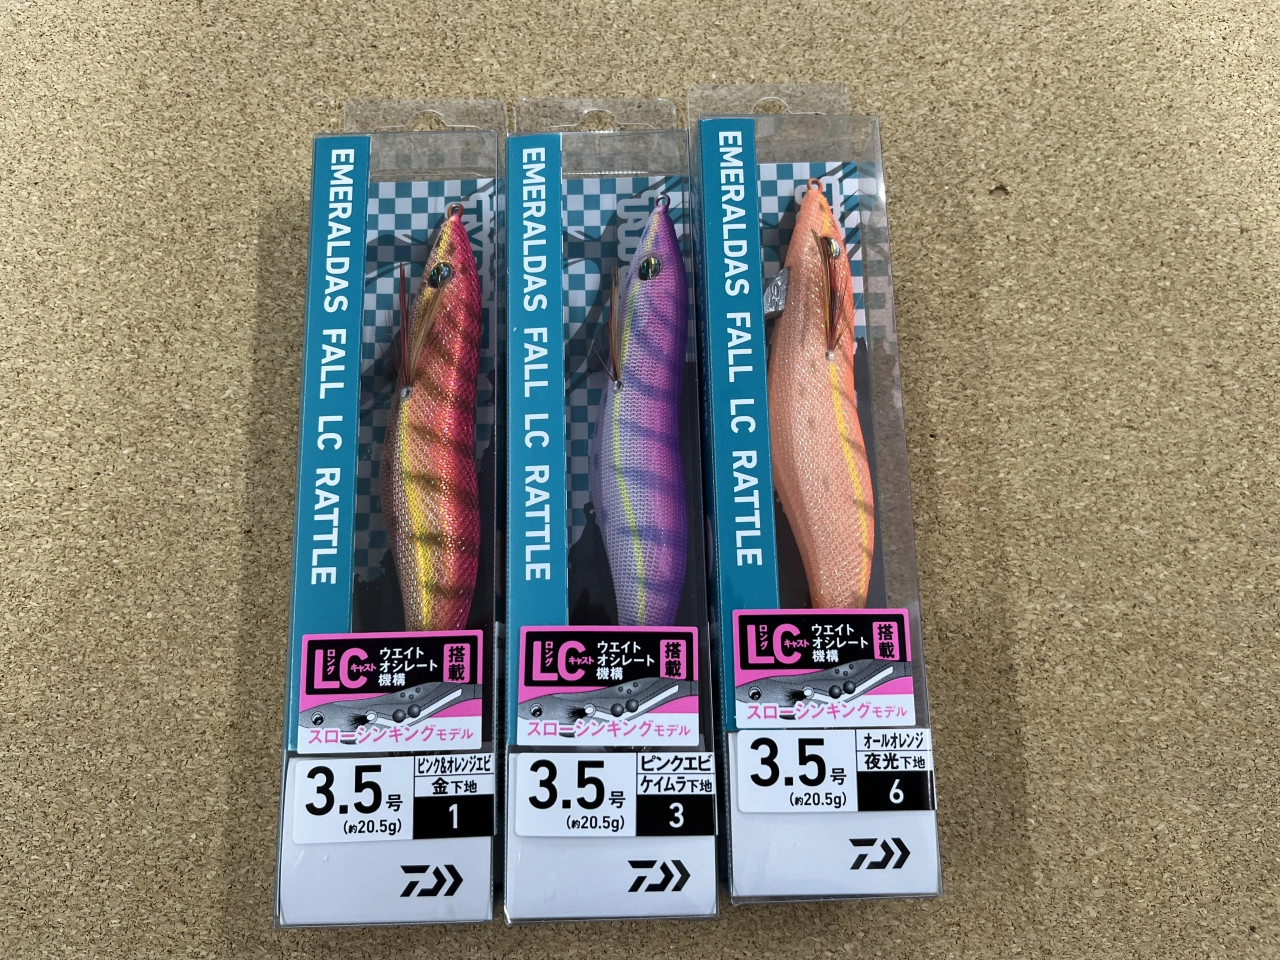 EMERALDAS FALL LC RATTLE
ロング
LC
キャスト
ウエイト
オシレート
機構
搭載
スローシンキングモデル
3.5号
(約20.5g)
ピンク&オレンジエビ
金下地
1
EMERALDAS FALL LC RATTLE
ロング
LC
キャスト
ウエイト
オシレート
機構
搭載
スローシンキングモデル
3.5号
(約20.5g)
ピンクエビ
ケイムラ下地
3
EMERALDAS FALL LC RATTLE
ロング
LC
キャスト
ウエイト
オシレート
機構
搭載
スローシンキングモデル
3.5号
(約20.5g)
オールオレンジ
夜光下地
6